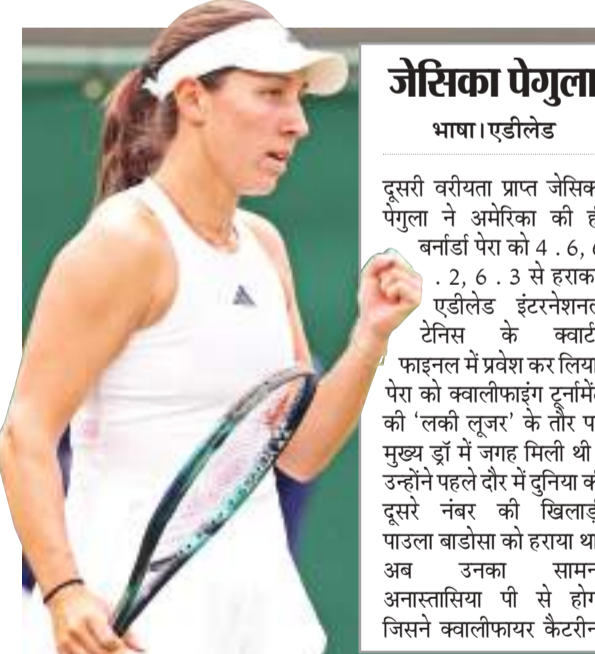 जेसिका पेगुला
भाषा।एडीलेड
दूसरी वरीयता प्राप्त जेसिक
पेगुला ने अमेरिका की ही
बर्नार्डा पेरा को 4 . 6, 6
. 2, 6 . 3 से हराक
एडीलेड इंटरनेशनल
टेनिस के क्वार्ट
फाइनल में प्रवेश कर लिया
पेरा को क्वालीफाइंग टूर्नामें
की ‘लकी लूजर’ के तौर प
मुख्य ड्रॉ में जगह मिली थी
उन्होंने पहले दौर में दुनिया की
दूसरे नंबर की खिलाड़ी
पाउला बाडोसा को हराया था
अब उनका सामन
अनास्तासिया पी से होग
जिसने क्वालीफायर कैटरीन